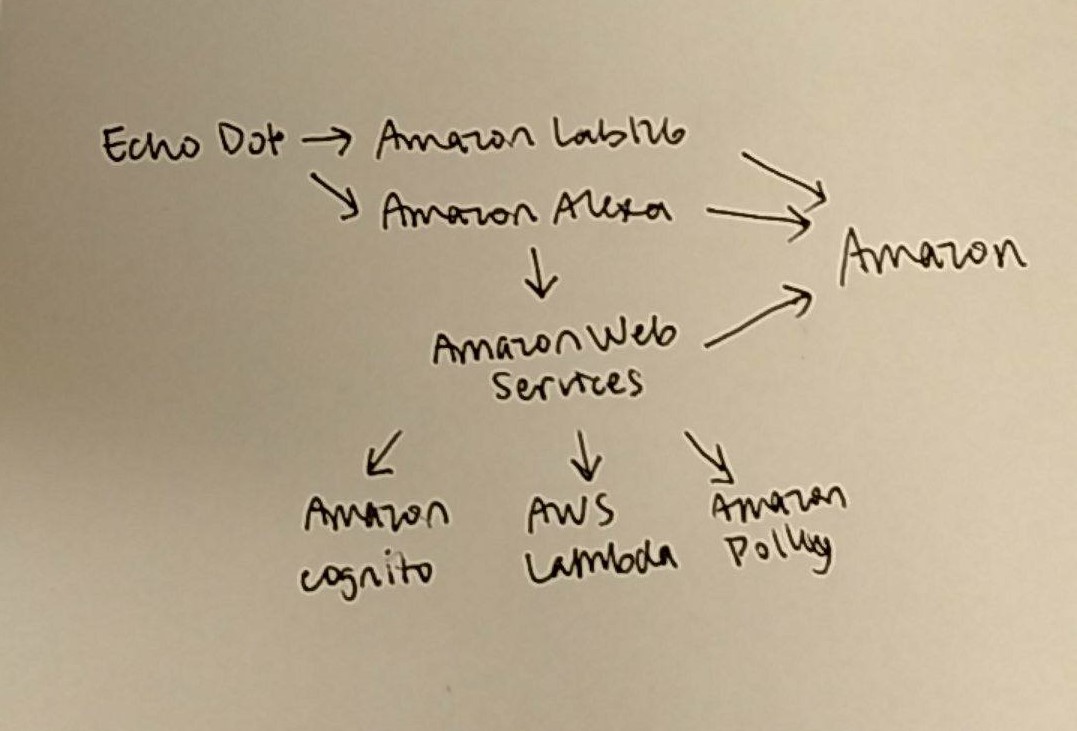 Echo Dot → Amazon Lab126
Amazon Alexa
Amazon
Amazon Web
Services
Amazon
cognito
AWS
Lambda
Amazon
Polly